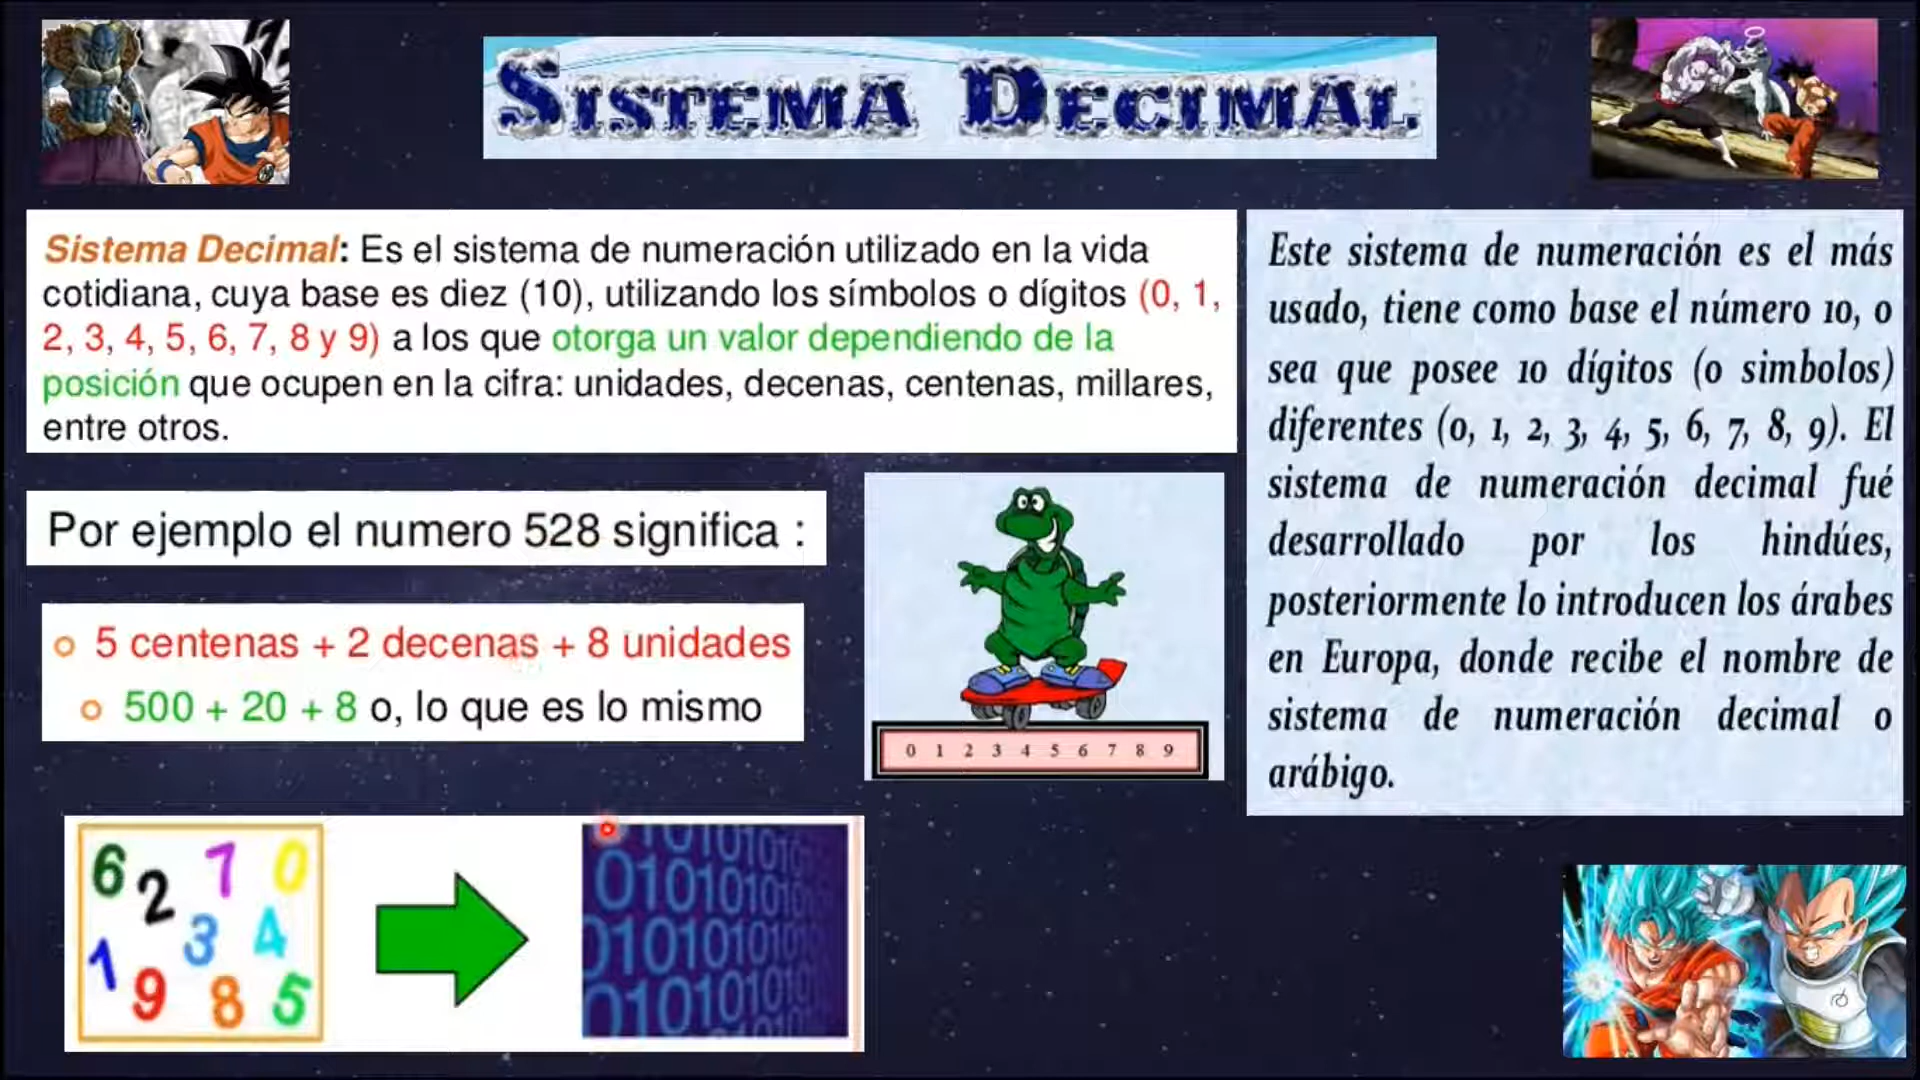 SISTEMA DECIMAL
Sistema Decimal: Es el sistema de numeración utilizado en la vida
cotidiana, cuya base es diez (10), utilizando los símbolos o dígitos (0, 1,
2, 3, 4, 5, 6, 7, 8 y 9) a los que otorga un valor dependiendo de la
posición que ocupen en la cifra: unidades, decenas, centenas, millares,
entre otros.
Por ejemplo el numero 528 significa :
5 centenas + 2 decenas + 8 unidades
500 + 20 + 8 o, lo que es lo mismo
0 1 2 3 4 5 6 7 8 9
Este sistema de numeración es el más
usado, tiene como base el número 10, o
sea que posee 10 dígitos (o simbolos)
diferentes (0, 1, 2, 3, 4, 5, 6, 7, 8, 9). El
sistema de numeración decimal fué
desarrollado por los hindúes,
posteriormente lo introducen los árabes
en Europa, donde recibe el nombre de
sistema de numeración decimal o
arábigo.
6 2 7 0
1 3 4
9 8 5